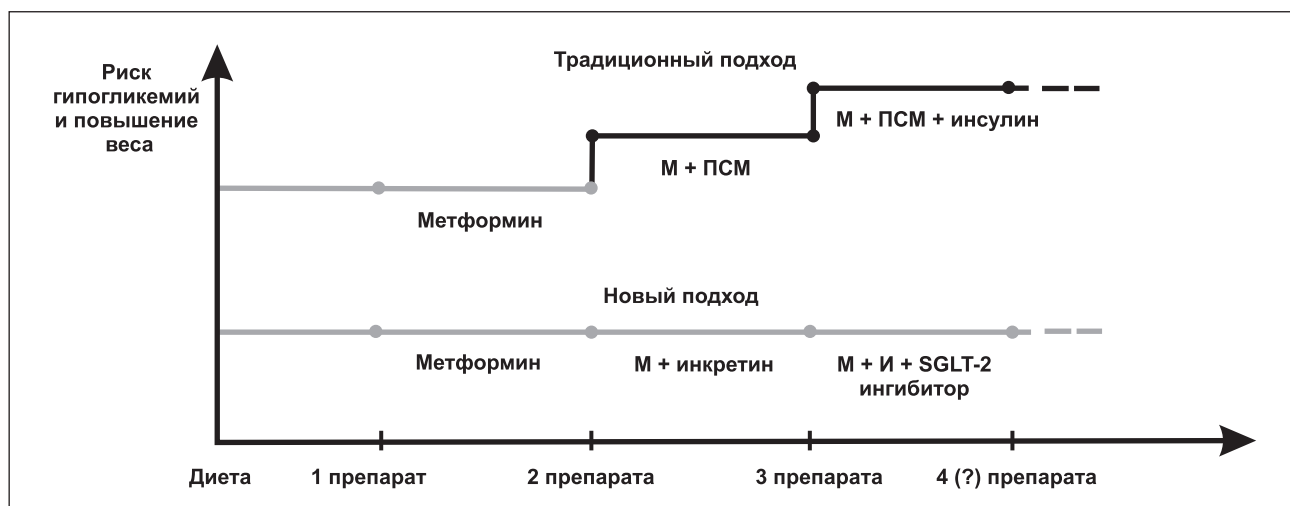 Риск
гипогликемий
и повышение
веса
Традиционный подход
М + ПСМ + инсулин
М + ПСМ
Метформин
Новый подход
Метформин
М + инкретин
М + И + SGLT-2
ингибитор
Диета
1 препарат
2 препарата
3 препарата
4 (?) препарата